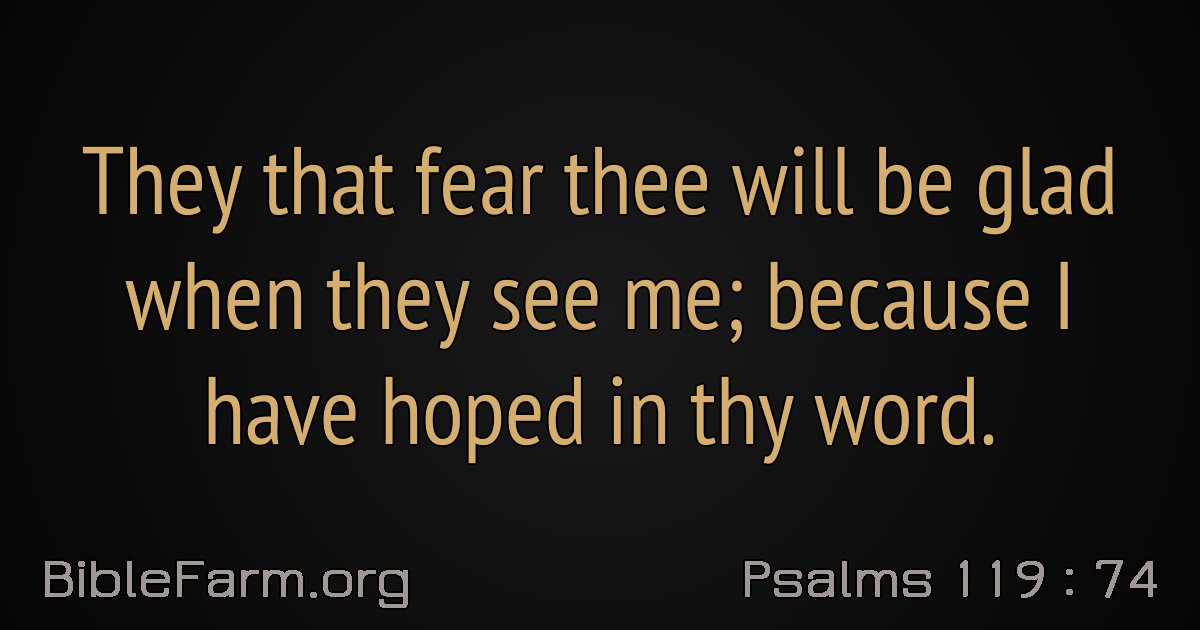 They that fear thee will be glad
when they see me; because I
have hoped in thy word.
BibleFarm.org
Psalms 119 : 74